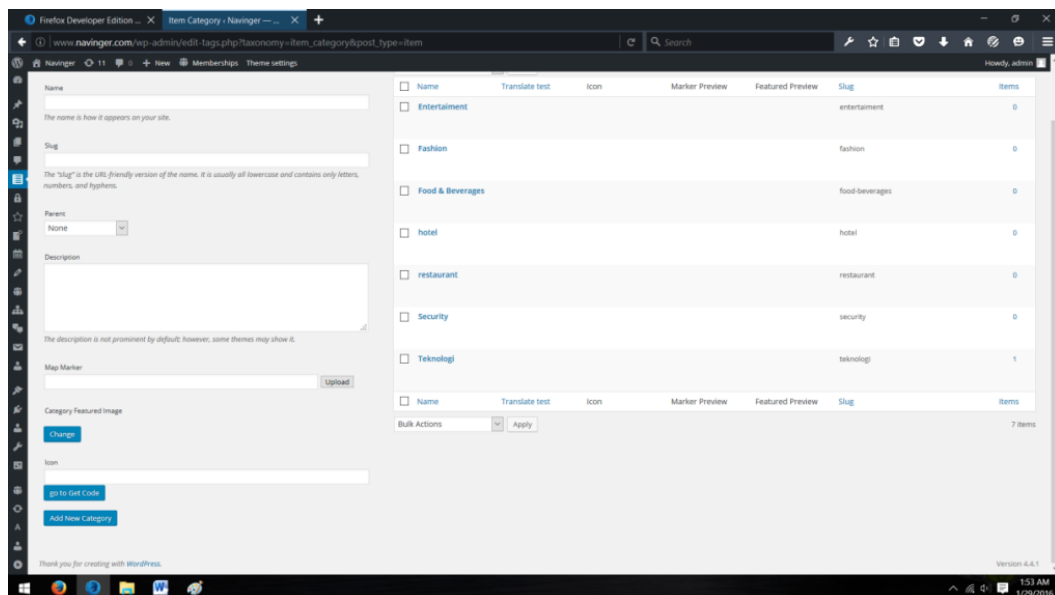 Firefox Developer Edition ...
Item Category ‹ Navinger — ...
www.navinger.com/wp-admin/edit-tags.php?taxonomy=item_category&post_type=item
Search
Navinger 11 0 + New Memberships Theme settings
Howdy, admin
Name
The name is how it appears on your site.
Slug
The "slug" is the URL-friendly version of the name. It is usually all lowercase and contains only letters,
numbers, and hyphens.
Parent
None
Description
The description is not prominent by default; however, some themes may show it.
Map Marker
Upload
Category Featured Image
Change
Icon
go to Get Code
Add New Category
Name Translate test Icon Marker Preview Featured Preview Slug Items
Entertaiment entertaiment 0
Fashion fashion 0
Food & Beverages food-beverages 0
hotel hotel 0
restaurant restaurant 0
Security security 0
Teknologi teknologi 1
Name Translate test Icon Marker Preview Featured Preview Slug Items
Bulk Actions Apply 7 items
Thank you for creating with WordPress.
Version 4.4.1
1:53 AM
1/29/2016